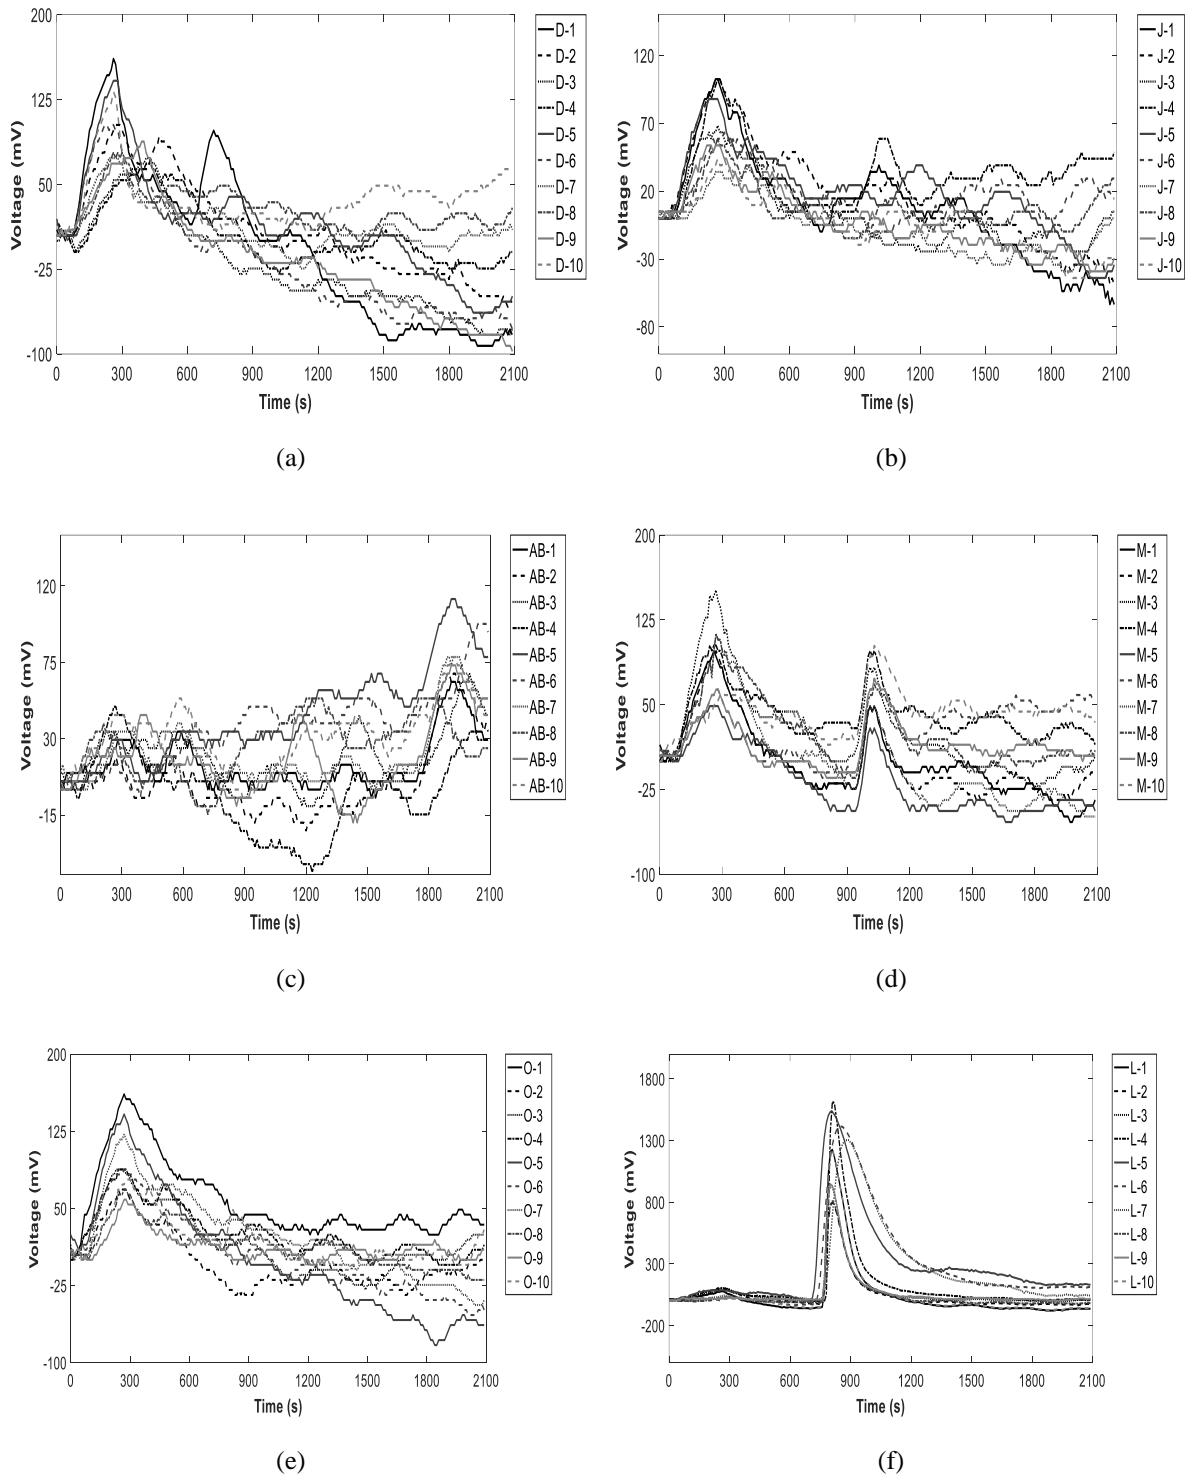 200
125
50
-25
-100
Voltage (mV)
0 300 600 900 1200 1500 1800 2100
Time (s)
D-1
D-2
D-3
D-4
D-5
D-6
D-7
D-8
D-9
D-10
(a)
120
70
20
-30
-80
Voltage (mV)
0 300 600 900 1200 1500 1800 2100
Time (s)
J-1
J-2
J-3
J-4
J-5
J-6
J-7
J-8
J-9
J-10
(b)
120
75
30
-15
Voltage (mV)
0 300 600 900 1200 1500 1800 2100
Time (s)
AB-1
AB-2
AB-3
AB-4
AB-5
AB-6
AB-7
AB-8
AB-9
AB-10
(c)
200
125
50
-25
-100
Voltage (mV)
0 300 600 900 1200 1500 1800 2100
Time (s)
M-1
M-2
M-3
M-4
M-5
M-6
M-7
M-8
M-9
M-10
(d)
200
125
50
-25
-100
Voltage (mV)
0 300 600 900 1200 1500 1800 2100
Time (s)
O-1
O-2
O-3
O-4
O-5
O-6
O-7
O-8
O-9
O-10
(e)
1800
1300
800
300
-200
Voltage (mV)
0 300 600 900 1200 1500 1800 2100
Time (s)
L-1
L-2
L-3
L-4
L-5
L-6
L-7
L-8
L-9
L-10
(f)